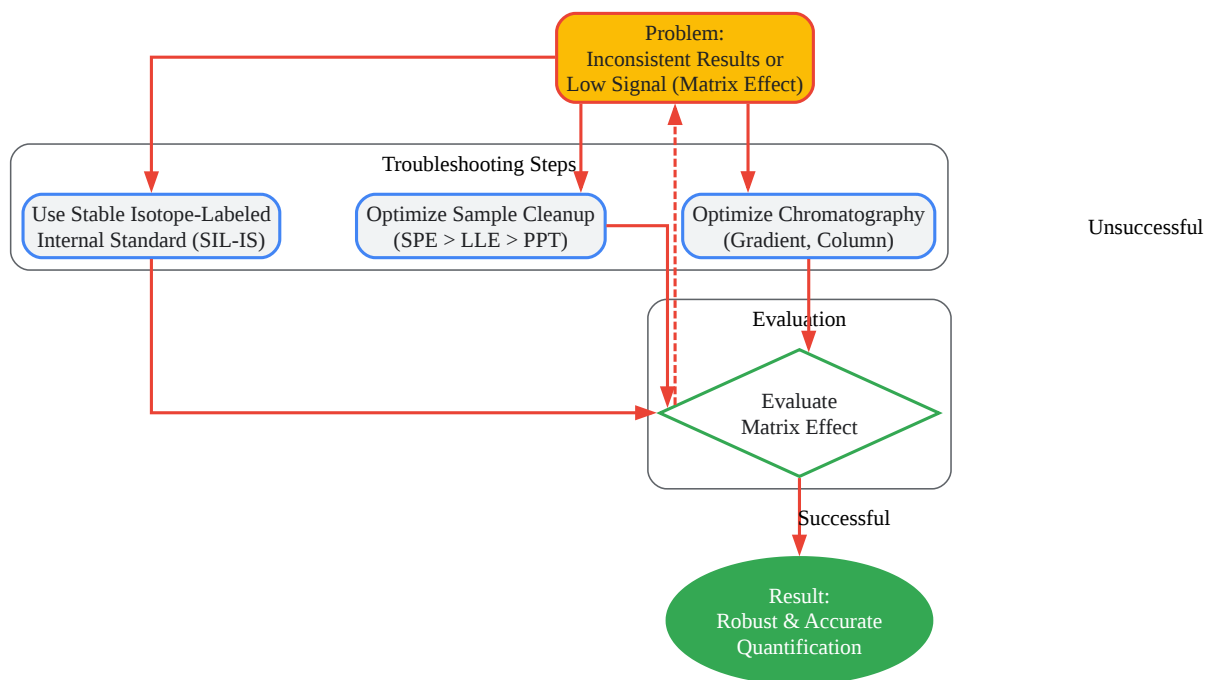 Problem:
Inconsistent Results or
Low Signal (Matrix Effect)
Troubleshooting Steps
Use Stable Isotope-Labeled
Internal Standard (SIL-IS)
Optimize Sample Cleanup
(SPE > LLE > PPT)
Optimize Chromatography
(Gradient, Column)
Unsuccessful
Evaluation
Evaluate
Matrix Effect
Successful
Result:
Robust & Accurate
Quantification